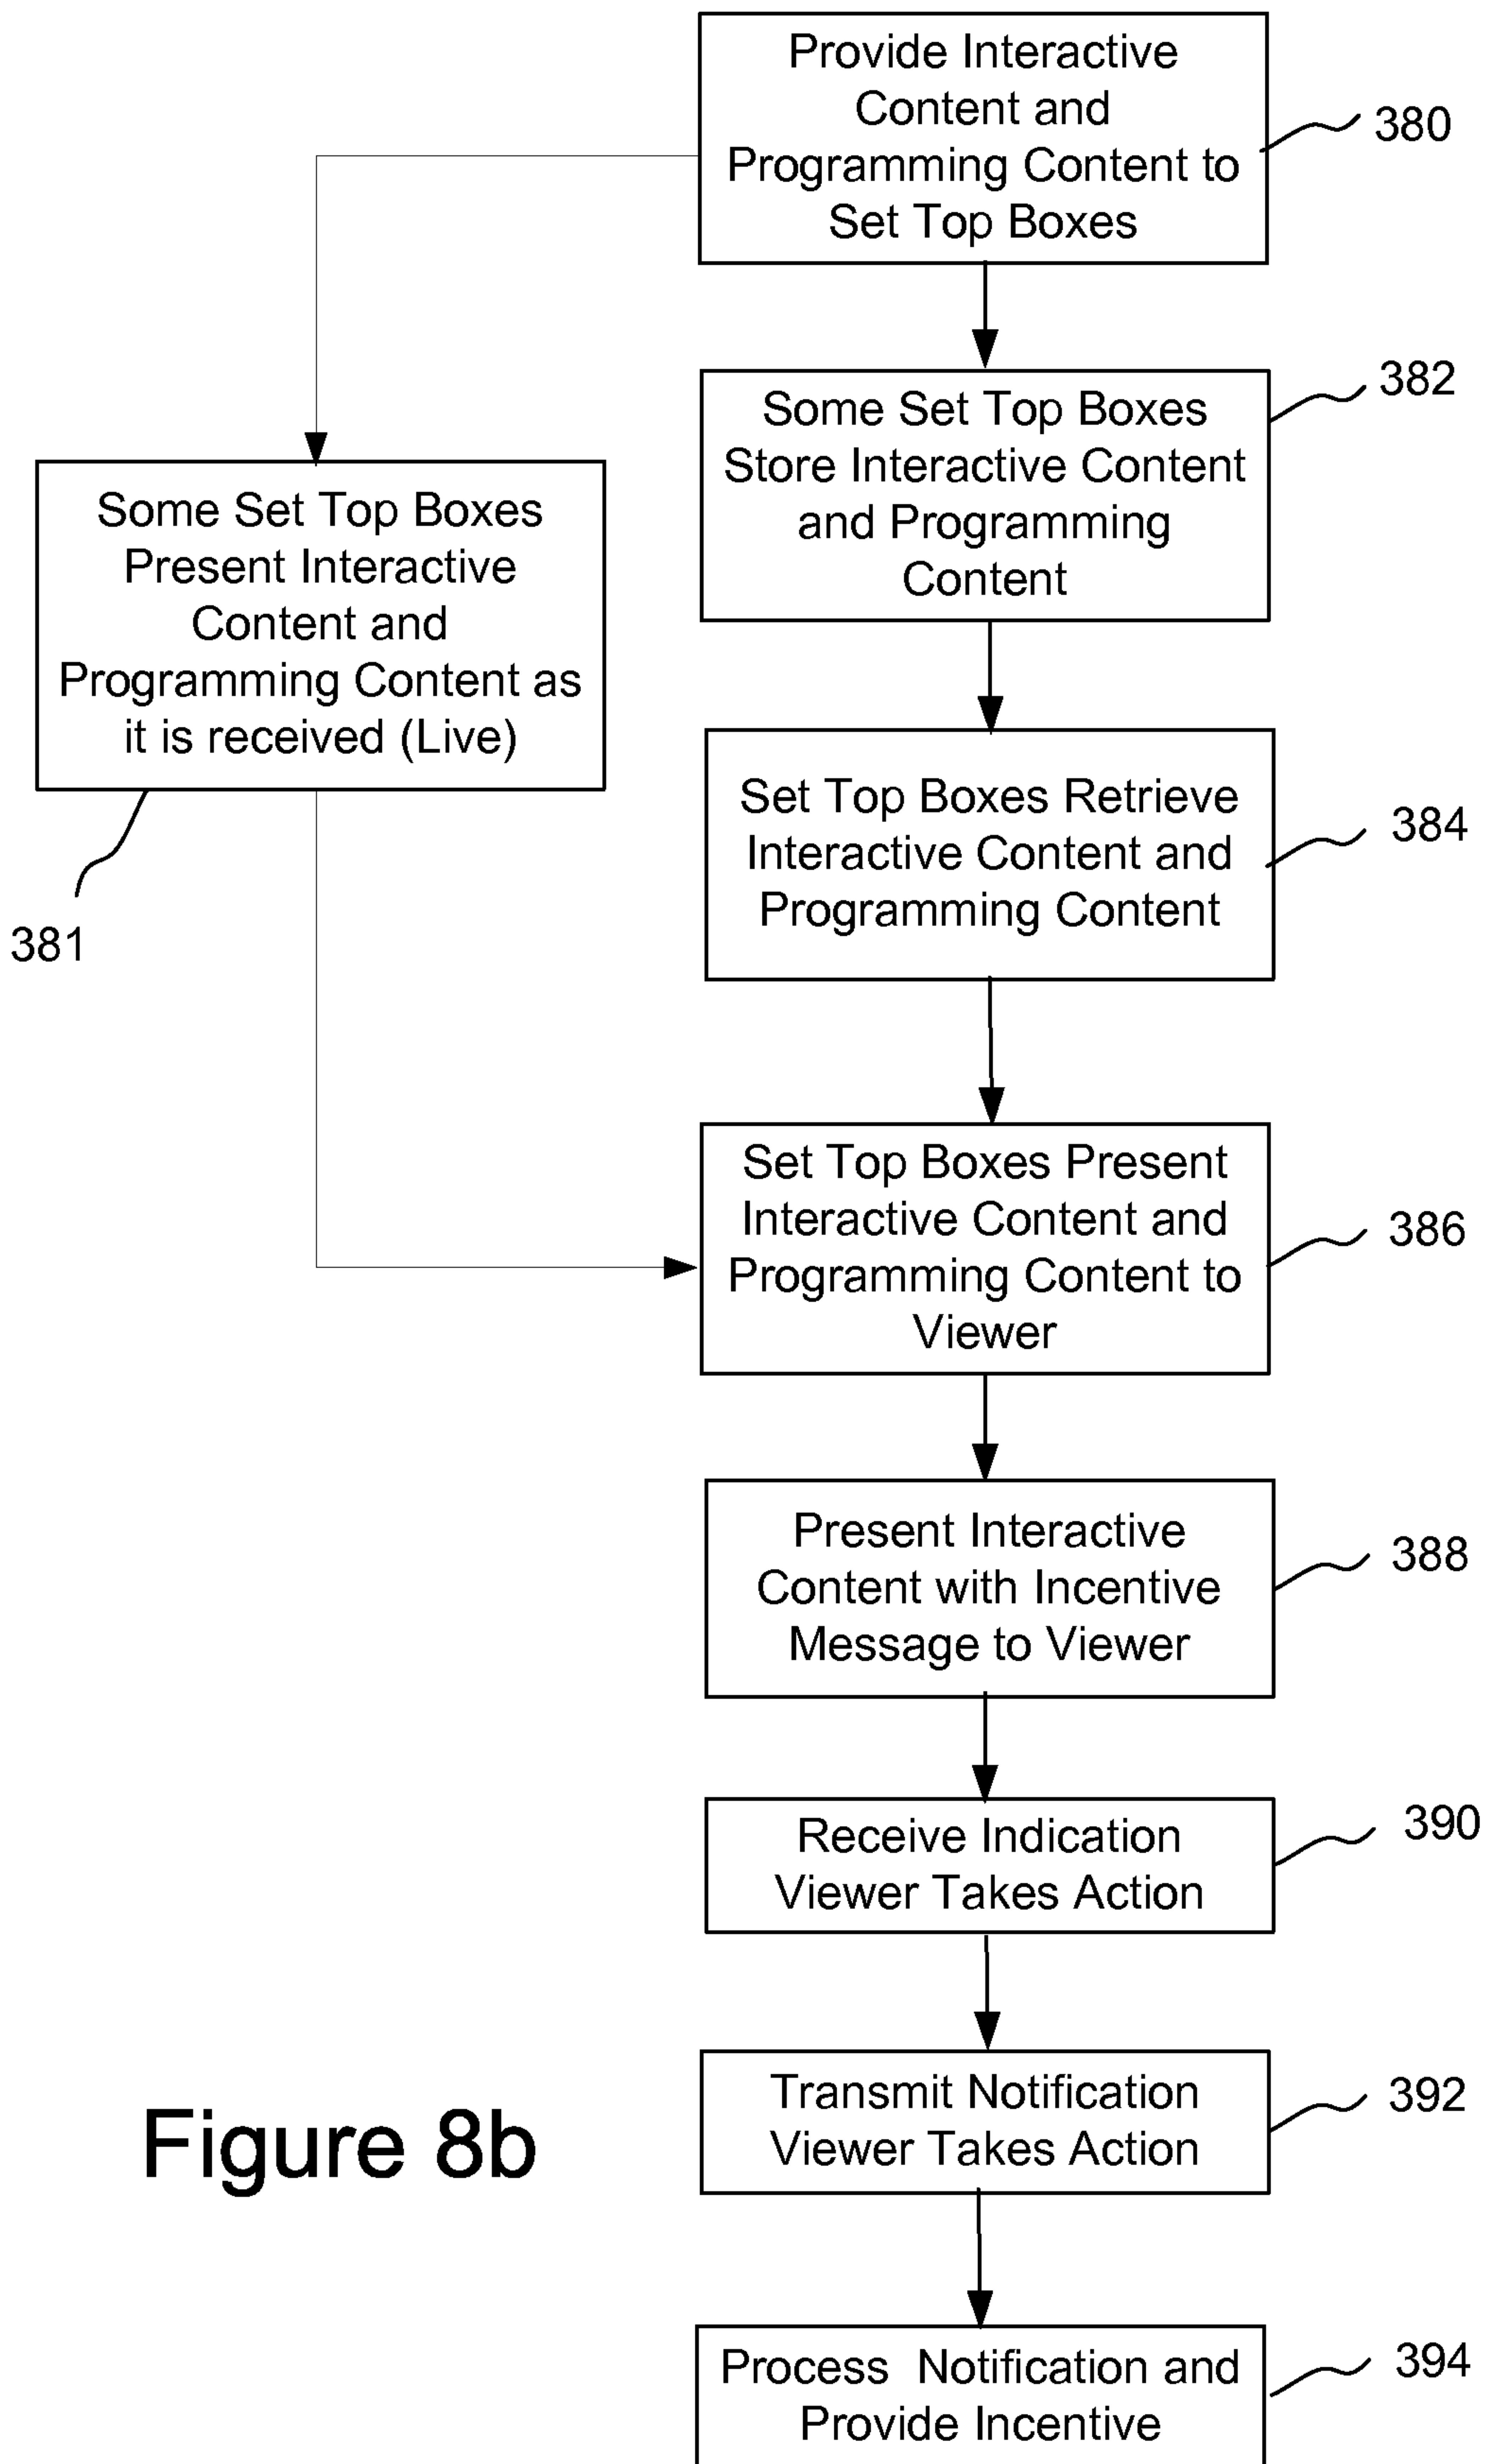 Provide Interactive
Content and
Programming Content to
Set Top Boxes
380
Some Set Top Boxes
Store Interactive Content
and Programming
Content
382
Some Set Top Boxes
Present Interactive
Content and
Programming Content as
it is received (Live)
381
Set Top Boxes Retrieve
Interactive Content and
Programming Content
384
Set Top Boxes Present
Interactive Content and
Programming Content to
Viewer
386
Present Interactive
Content with Incentive
Message to Viewer
388
Receive Indication
Viewer Takes Action
390
Transmit Notification
Viewer Takes Action
392
Figure 8b
Process Notification and
Provide Incentive
394